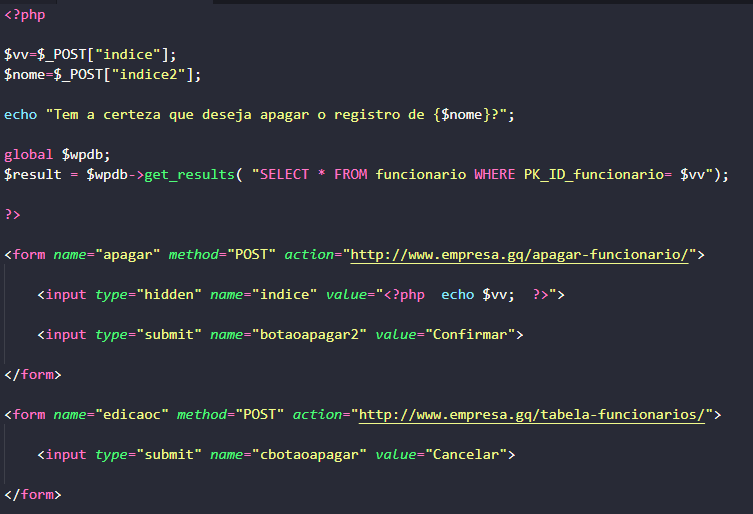 <?php
$vv=$_POST["indice"];
$nome=$_POST["indice2"];
echo "Tem a certeza que deseja apagar o registro de {$nome}?";
global $wpdb;
$result = $wpdb->get_results( "SELECT * FROM funcionario WHERE PK_ID_funcionario= $vv");
?>
<form name="apagar" method="POST" action="http://www.empresa.gq/apagar-funcionario/">
<input type="hidden" name="indice" value="<?php  echo $vv;  ?>">
<input type="submit" name="botaoapagar2" value="Confirmar">
</form>
<form name="edicaoc" method="POST" action="http://www.empresa.gq/tabela-funcionarios/">
<input type="submit" name="cbotaoapagar" value="Cancelar">
</form>